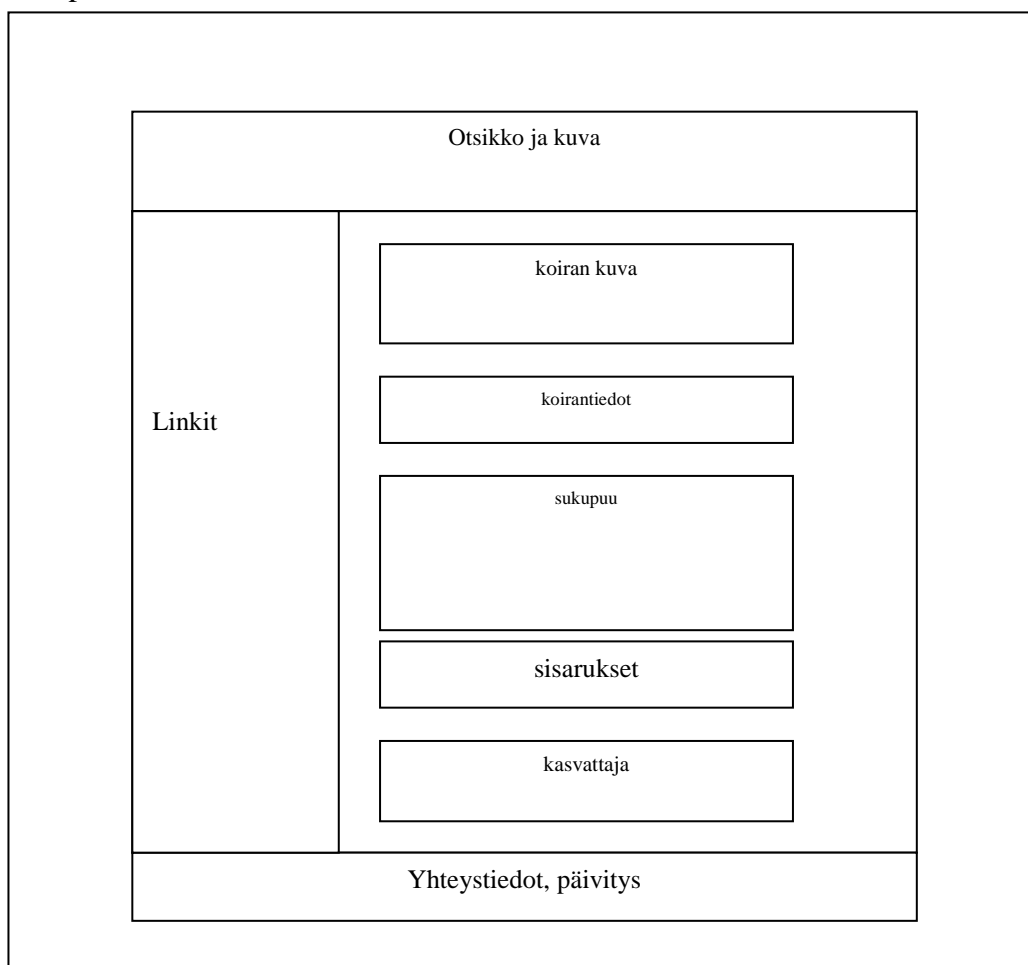 Otsikko ja kuva
koiran kuva
koirantiedot
Linkit
sukupuu
sisarukset
kasvattaja
Yhteystiedot, päivitys